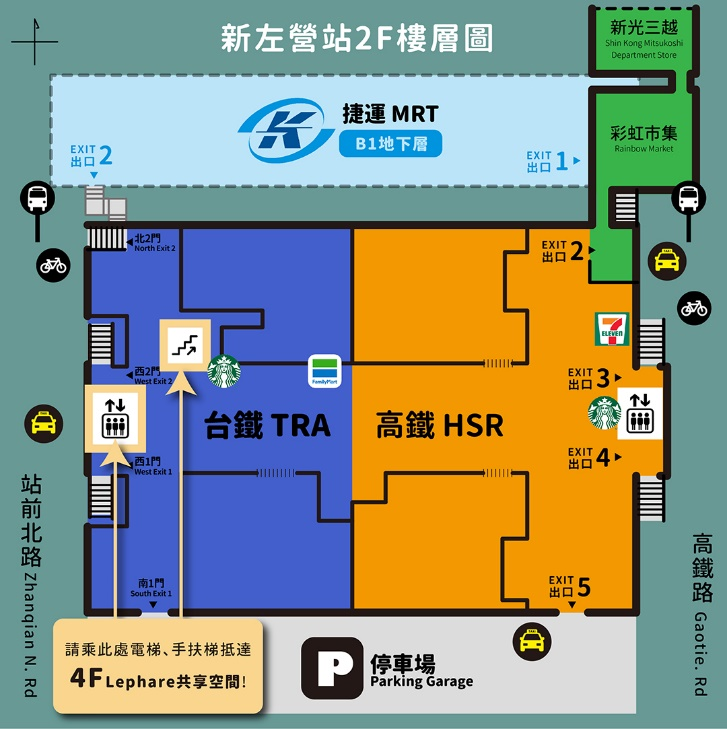 新左營站2F樓層圖
新光三越
Shin Kong Mitsukoshi
Department Store
捷運 MRT
B1地下層
彩虹市集
Rainbow Market
EXIT
出口 2
EXIT
出口 1
北2門
North Exit 2
EXIT
出口 2
7
ELEVEN
西2門
West Exit 2
FamilyMart
EXIT
出口 3
台鐵 TRA
高鐵 HSR
西1門
West Exit 1
EXIT
出口 4
站前北路 Zhanqian N. Rd
高鐵路 Gaotie. Rd
南1門
South Exit 1
EXIT
出口 5
請乘此處電梯、手扶梯抵達
4F Lephare共享空間!
P
停車場
Parking Garage